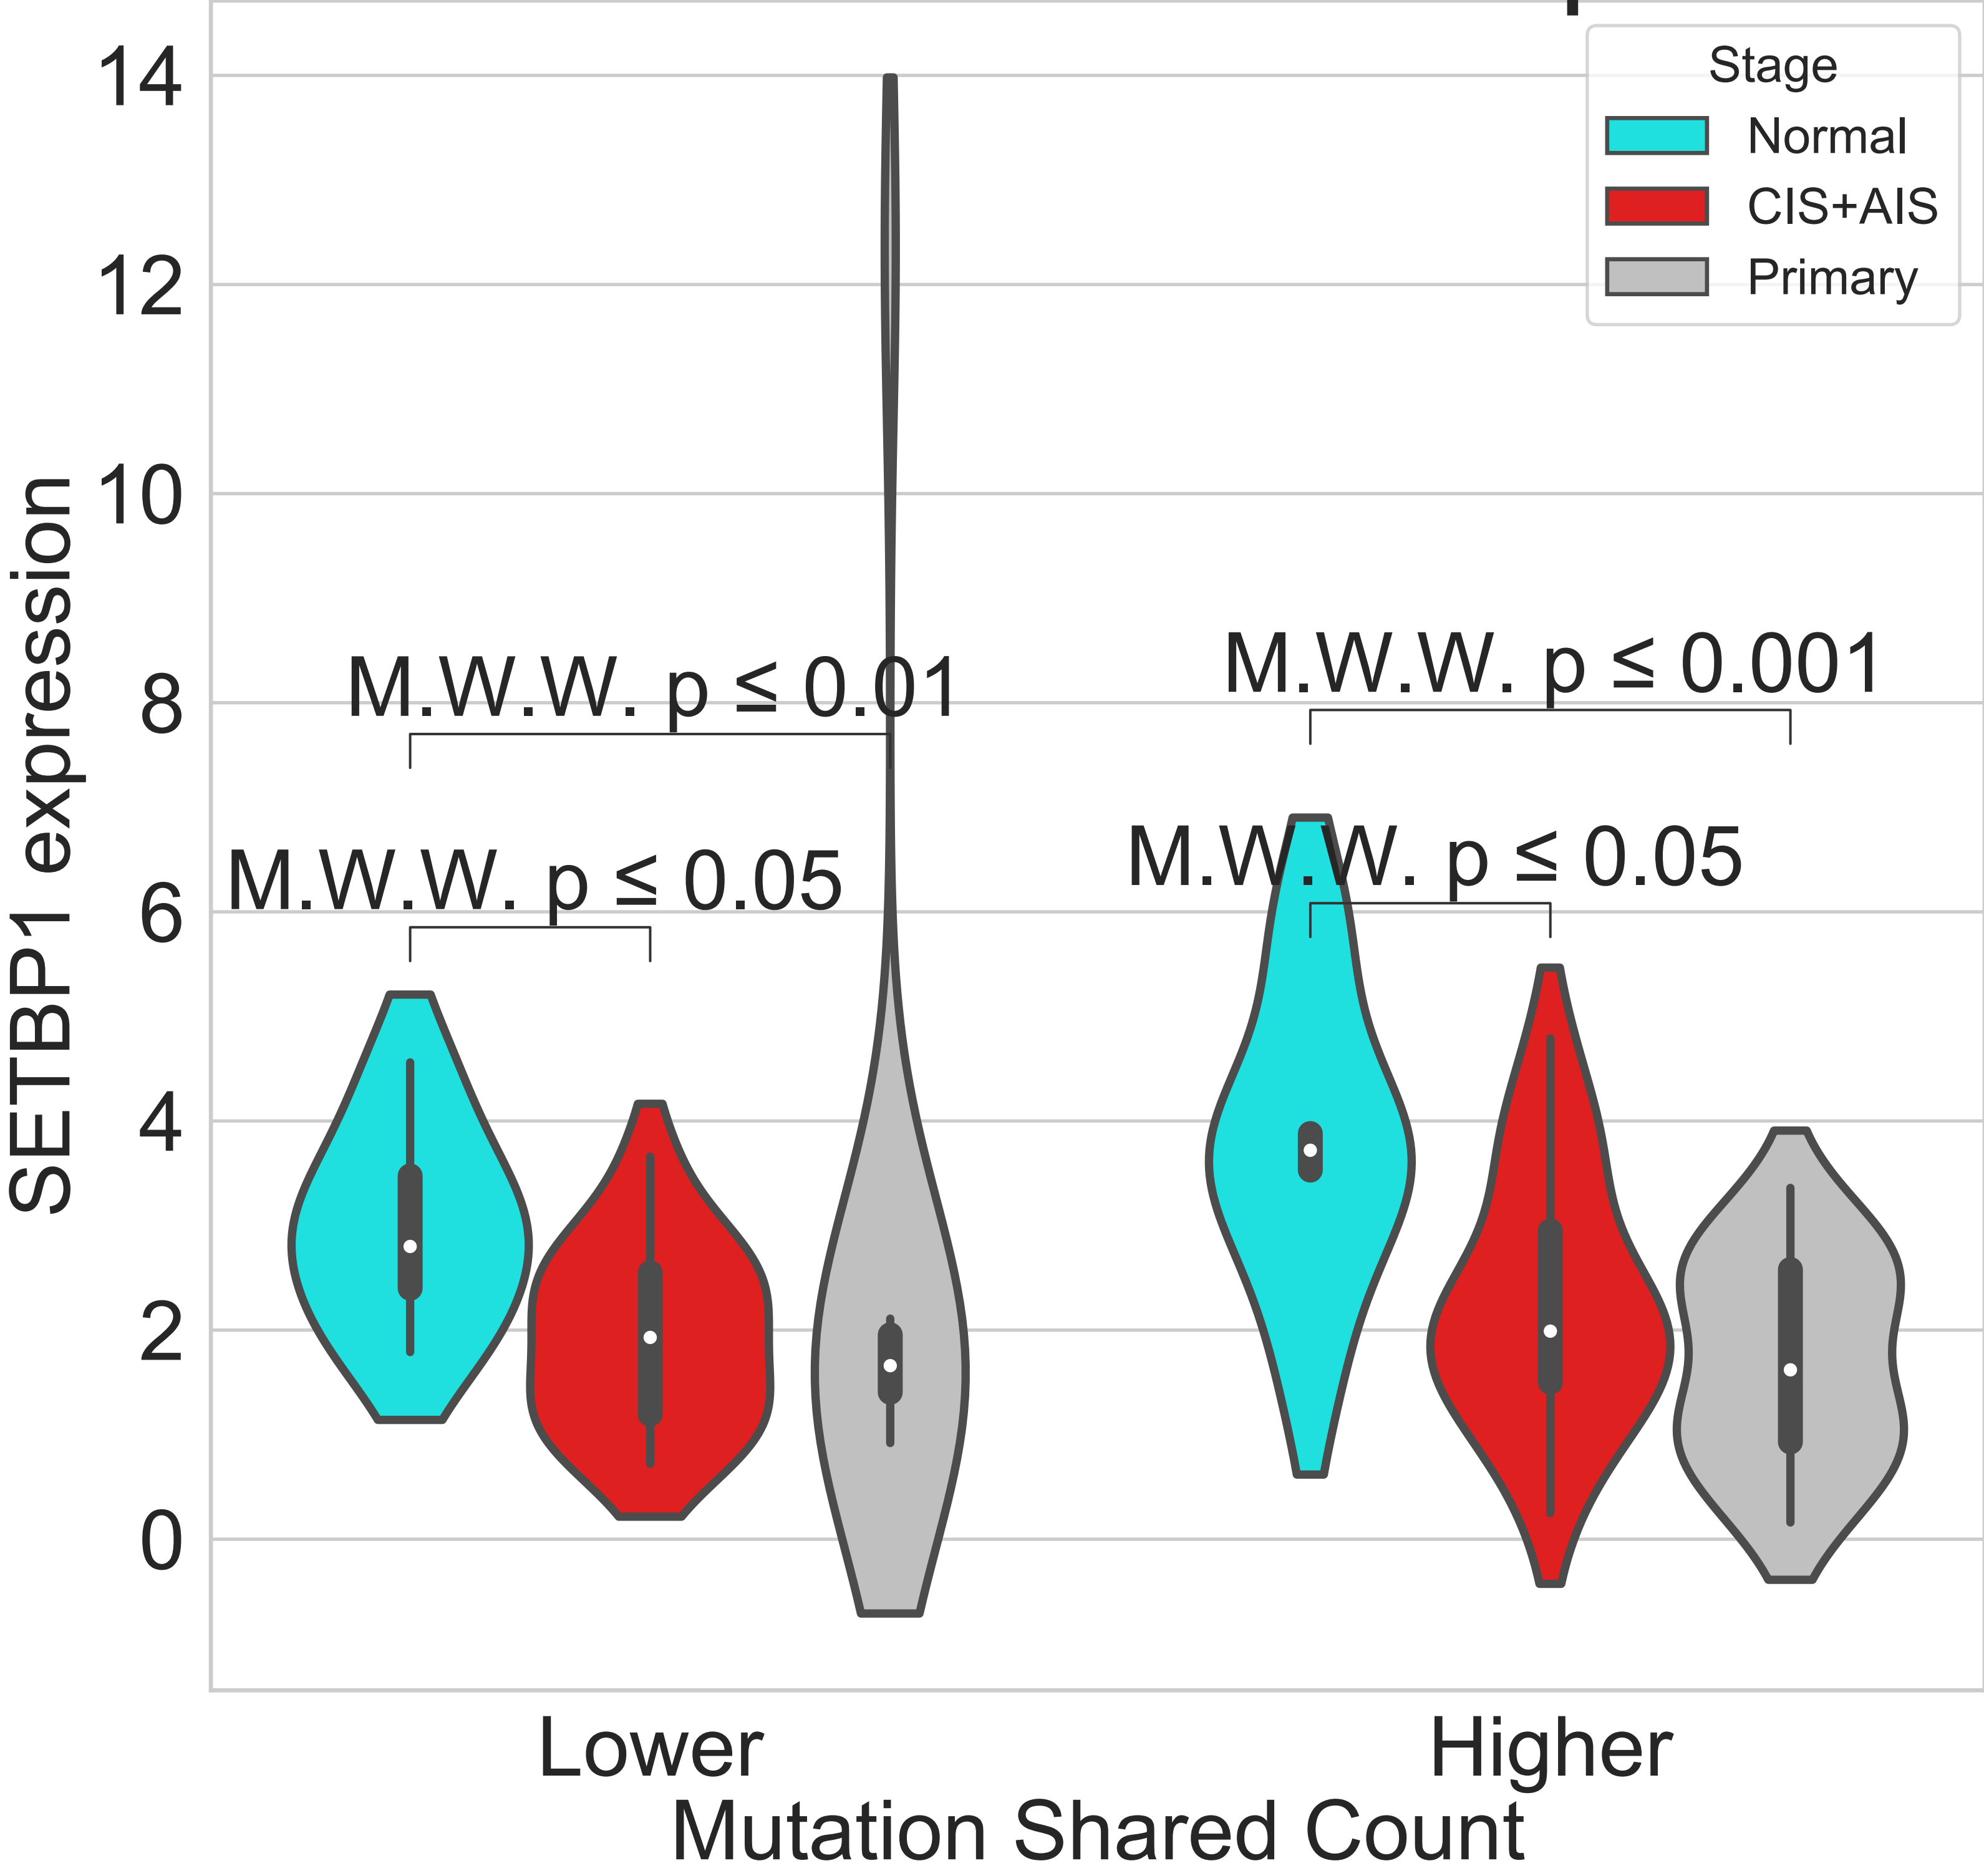 Stage
Normal
CIS+AIS
Primary
14
12
10
8
6
4
2
0
SETBP1 expression
M.W.W. p ≤ 0.01
M.W.W. p ≤ 0.001
M.W.W. p ≤ 0.05
M.W.W. p ≤ 0.05
Lower
Higher
Mutation Shared Count